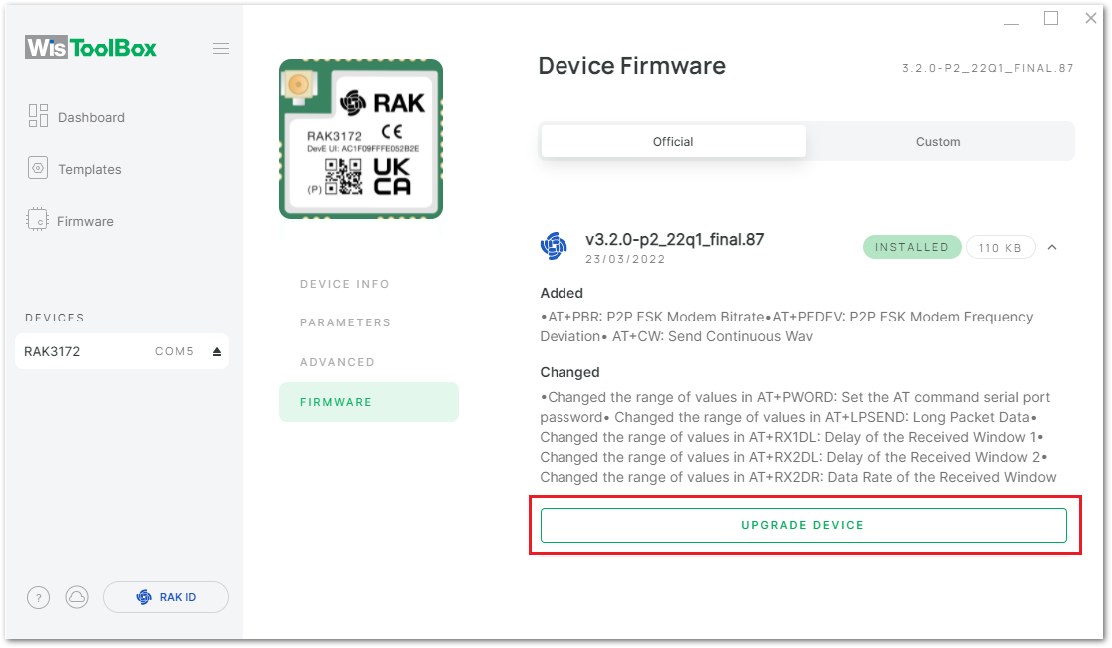 WisToolBox
Dashboard
Templates
Firmware
DEVICES
RAK3172 COM5
?
RAK ID
RAK
RAK3172
DevE UI: AC1F09FFFE052B2E
(P)
UK
CA
DEVICE INFO
PARAMETERS
ADVANCED
FIRMWARE
Device Firmware
3.2.0-P2_22Q1_FINAL.87
Official
Custom
v3.2.0-p2_22q1_final.87
23/03/2022
INSTALLED
110 KB
Added
•AT+PBR: P2P FSK Modem Bitrate•AT+PFDEV: P2P FSK Modem Frequency
Deviation• AT+CW: Send Continuous Wav
Changed
•Changed the range of values in AT+PWORD: Set the AT command serial port
password• Changed the range of values in AT+LPSEND: Long Packet Data•
Changed the range of values in AT+RX1DL: Delay of the Received Window 1•
Changed the range of values in AT+RX2DL: Delay of the Received Window 2•
Changed the range of values in AT+RX2DR: Data Rate of the Received Window
UPGRADE DEVICE